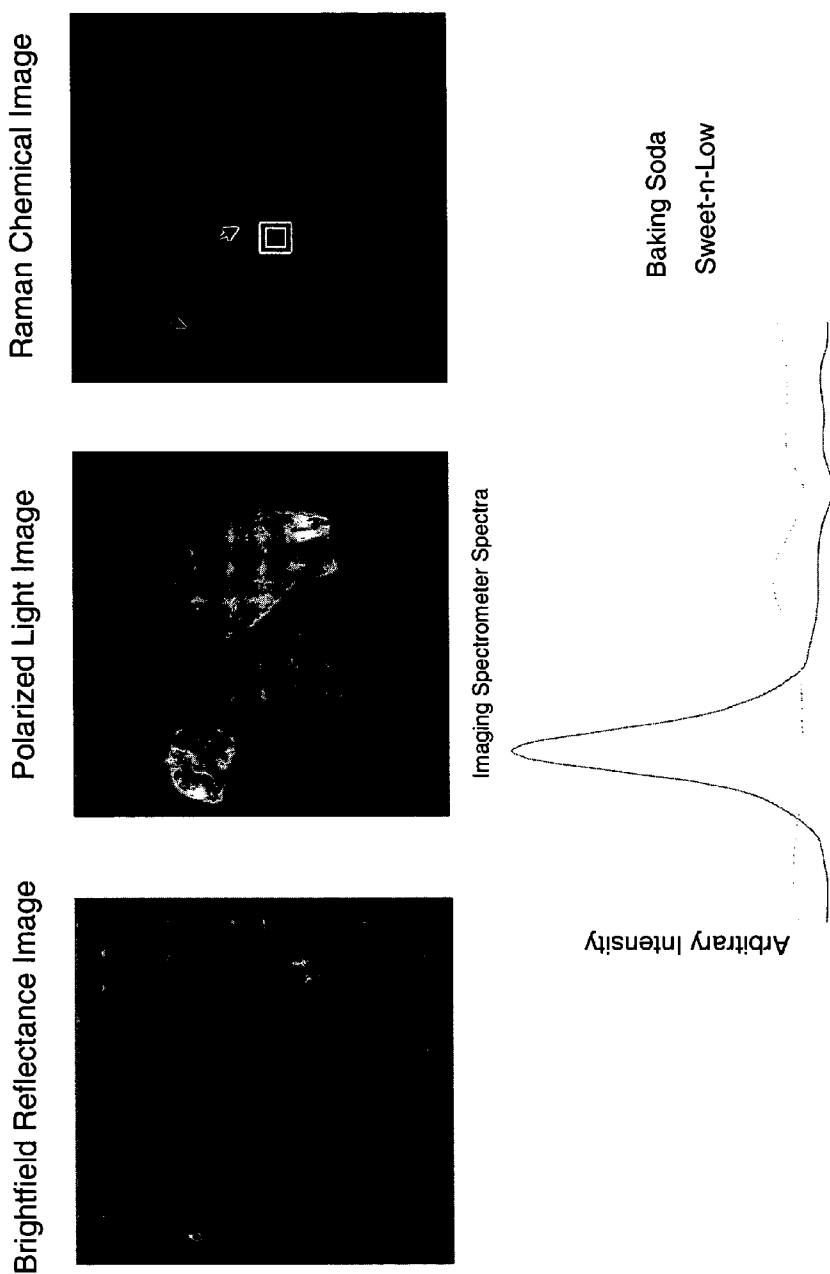 Brightfield Reflectance Image
Polarized Light Image
Raman Chemical Image
Imaging Spectrometer Spectra
Arbitrary Intensity
Baking Soda
Sweet-n-Low